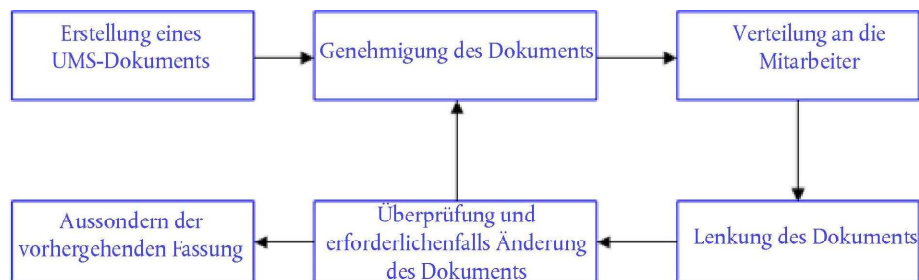 Erstellung eines
UMS-Dokuments
Genehmigung des Dokuments
Verteilung an die
Mitarbeiter
Aussondern der
vorhergehenden Fassung
Überprüfung und
erforderlichenfalls Änderung
des Dokuments
Lenkung des Dokuments